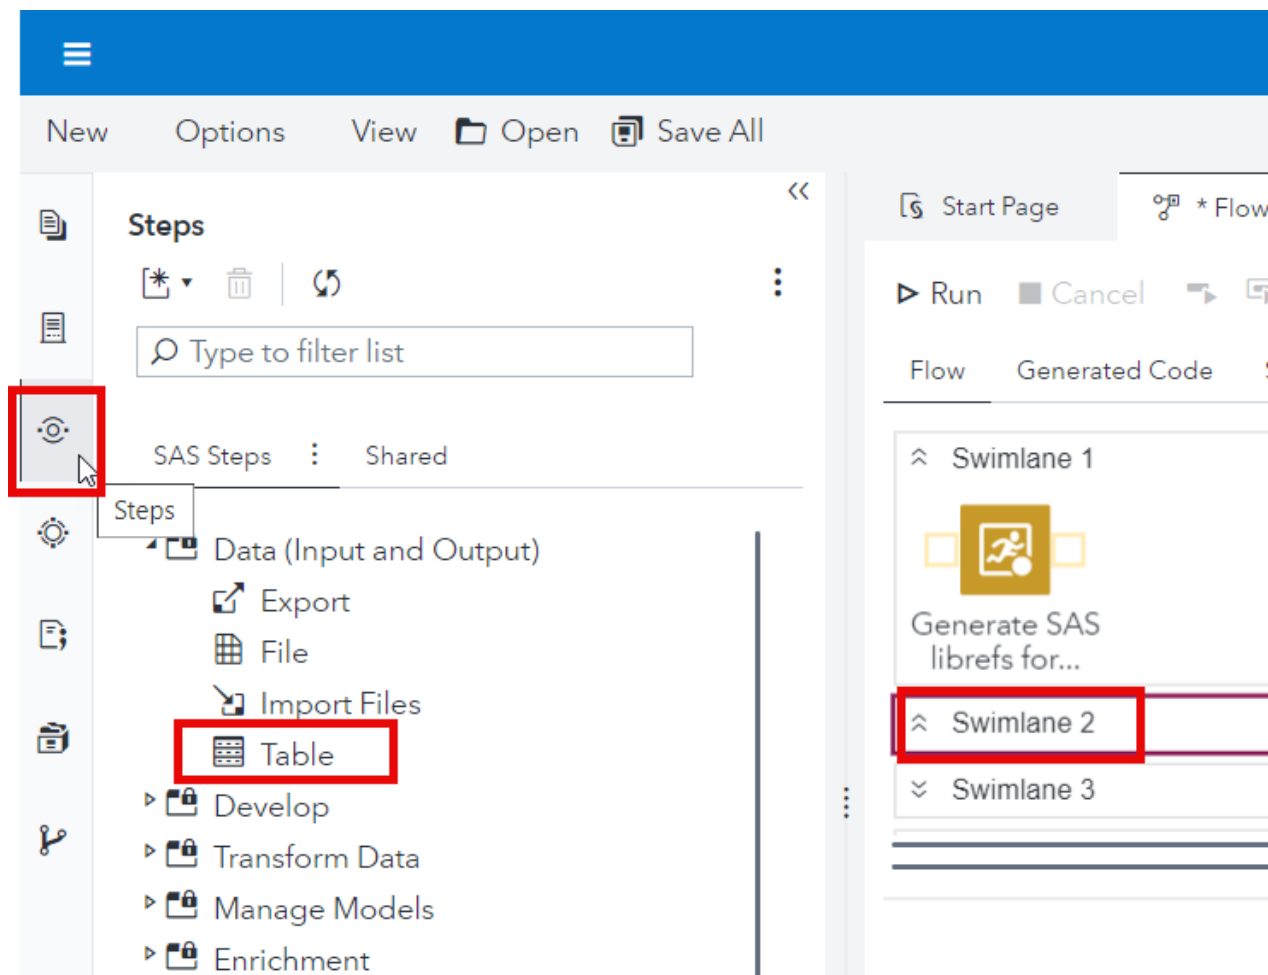 New Options View Open Save All
Steps
Type to filter list
SAS Steps Shared
Steps
Data (Input and Output)
Export
File
Import Files
Table
Develop
Transform Data
Manage Models
Enrichment
Start Page * Flow
Run Cancel
Flow Generated Code
Swimlane 1
Generate SAS
librefs for...
Swimlane 2
Swimlane 3